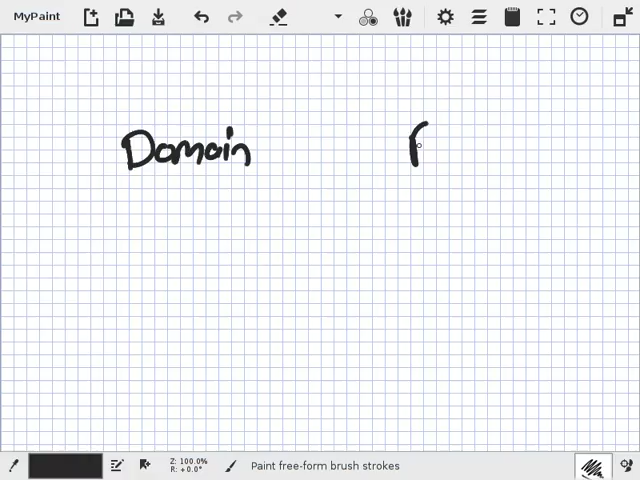 MyPaint
Domain
Z: 100.0%
R: +0.0°
Paint free-form brush strokes